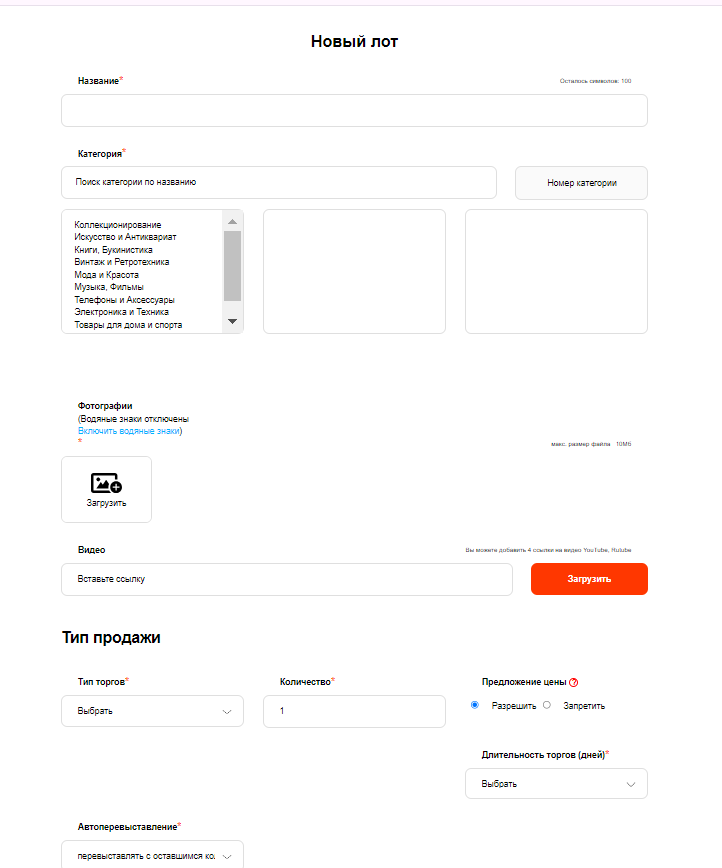 Новый лот
Название* Осталось символов: 100
Категория*
Поиск категории по названию Номер категории
Коллекционирование
Искусство и Антиквариат
Книги, Букинистика
Винтаж и Ретротехника
Мода и Красота
Музыка, Фильмы
Телефоны и Аксессуары
Электроника и Техника
Товары для дома и спорта
Фотографии
(Водяные знаки отключены
Включить водяные знаки)
*
макс. размер файла 10Мб
Загрузить
Видео Вы можете добавить 4 ссылки на видео YouTube, Rutube
Вставьте ссылку Загрузить
Тип продажи
Тип торгов* Количество* Предложение цены ?
Выбрать 1 Разрешить Запретить
Длительность торгов (дней)*
Выбрать
Автоперевыставление*
перевыставлять с оставшимся ко.